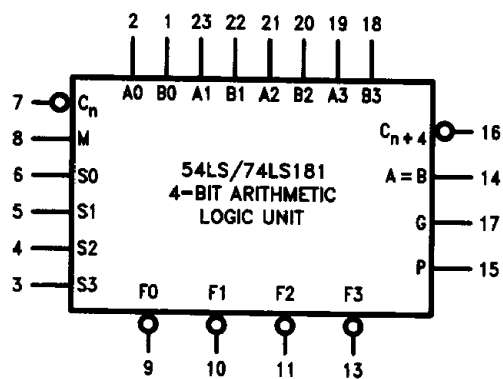 2 1 23 22 21 20 19 18
A0 B0 A1 B1 A2 B2 A3 B3
7 Cn
Cn+4 16
8 M
6 S0
54LS/74LS181
A=B 14
5 S1
4-BIT ARITHMETIC
LOGIC UNIT
G 17
4 S2
P 15
3 S3
F0 F1 F2 F3
9 10 11 13